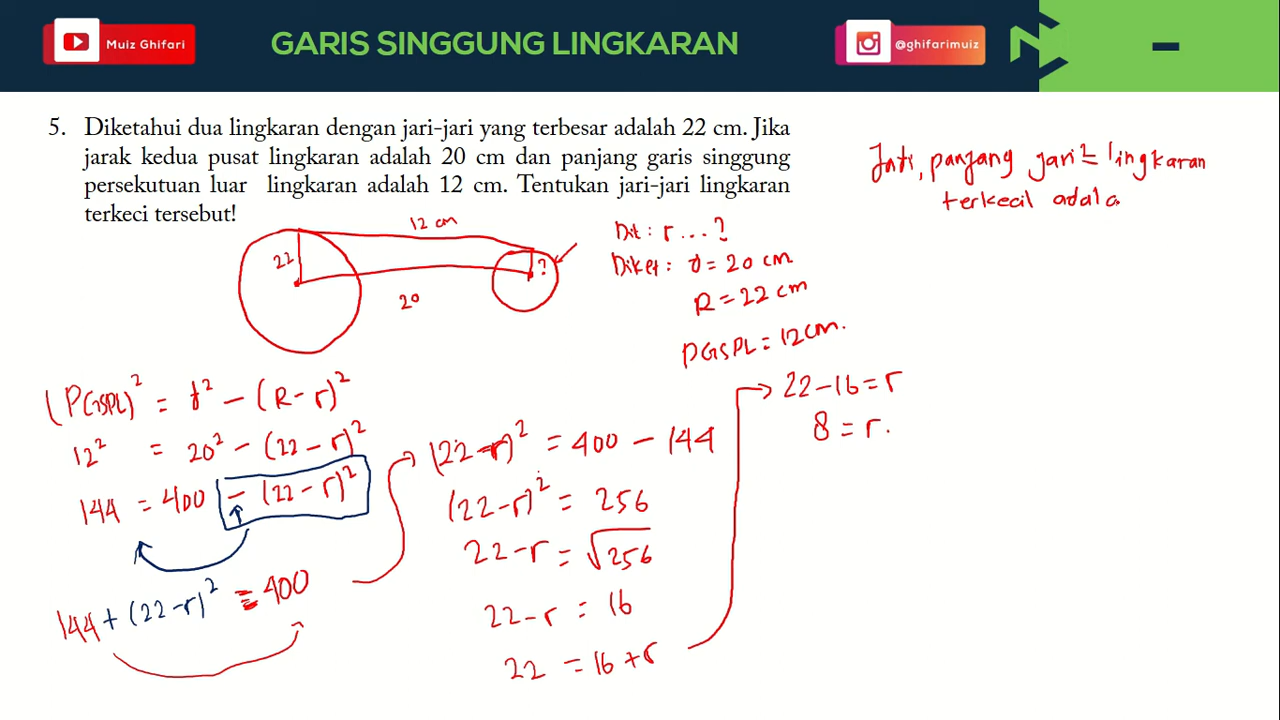 Muiz Ghifari
GARIS SINGGUNG LINGKARAN
@ghifarimuiz
5. Diketahui dua lingkaran dengan jari-jari yang terbesar adalah 22 cm. Jika
jarak kedua pusat lingkaran adalah 20 cm dan panjang garis singgung
persekutuan luar lingkaran adalah 12 cm. Tentukan jari-jari lingkaran
terkeci tersebut!
12 cm
22
?
20
Dit : r ... ?
Diket : d = 20 cm
R = 22 cm
PGSPL = 12 cm.
(PGSPL)² = d² - (R - r)²
12² = 20² - (22 - r)²
144 = 400 - (22 - r)²
144 + (22 - r)² = 400
(22 - r)² = 400 - 144
(22 - r)² = 256
22 - r = √256
22 - r = 16
22 = 16 + r
22 - 16 = r
8 = r.
Jadi, panjang jari² lingkaran
terkecil adala